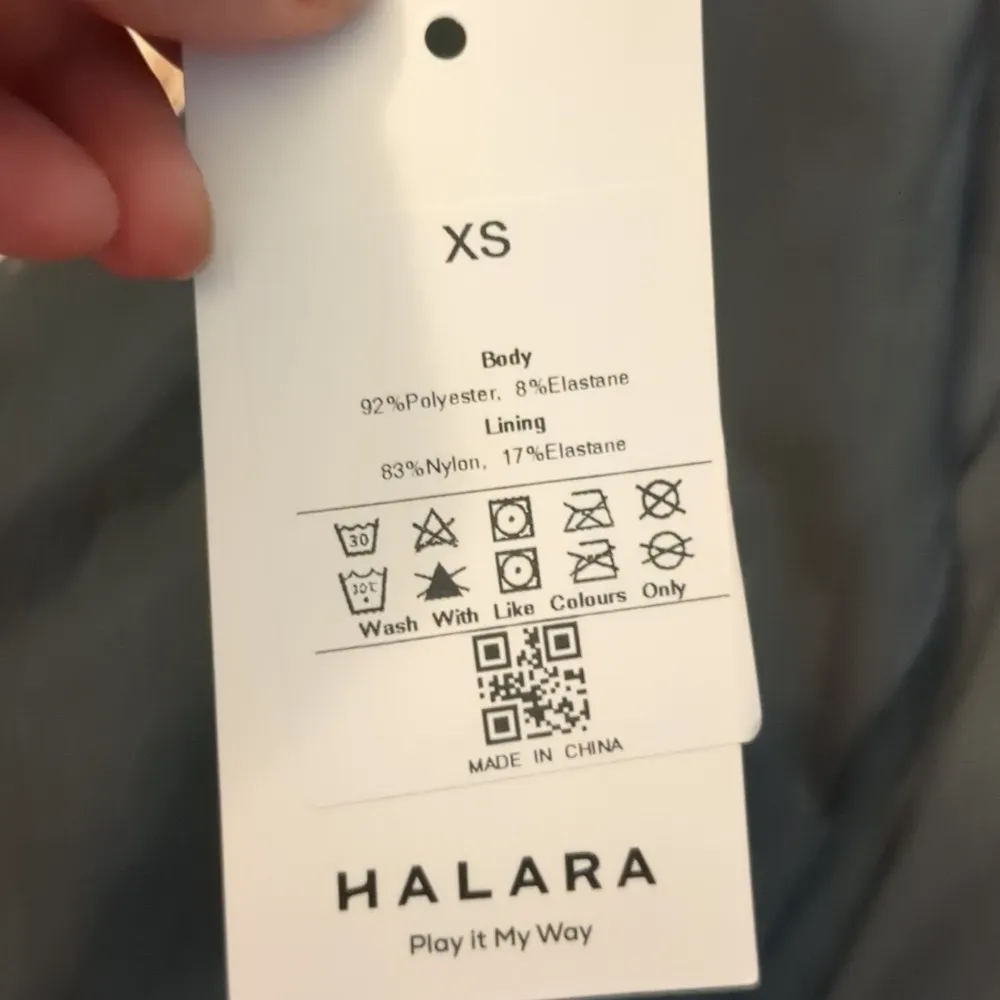 XS
Body
92%Polyester, 8%Elastane
Lining
83%Nylon, 17%Elastane
30
30℃
Wash With Like Colours Only
MADE IN CHINA
HALARA
Play it My Way